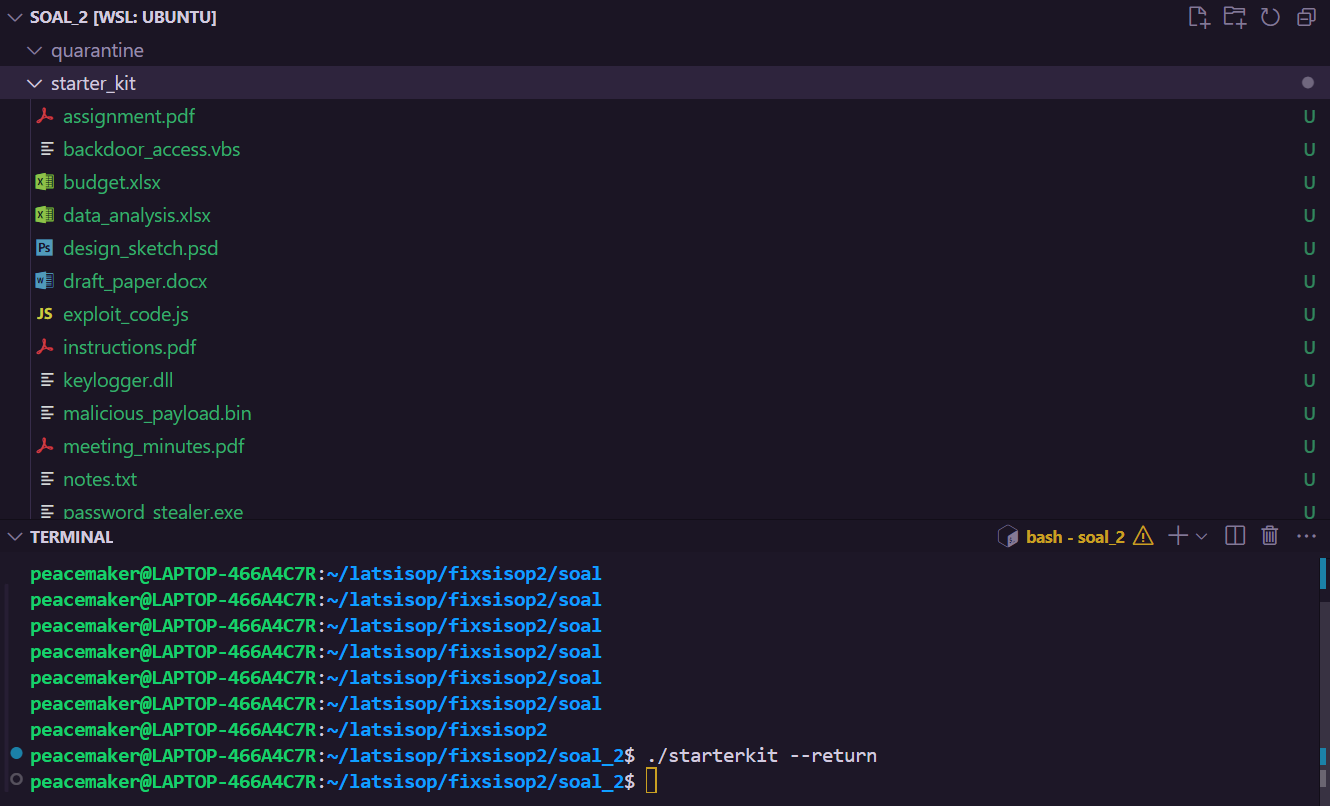 SOAL_2 [WSL: UBUNTU]
quarantine
starter_kit
assignment.pdf U
backdoor_access.vbs U
budget.xlsx U
data_analysis.xlsx U
design_sketch.psd U
draft_paper.docx U
JS exploit_code.js U
instructions.pdf U
keylogger.dll U
malicious_payload.bin U
meeting_minutes.pdf U
notes.txt U
password_stealer.exe U
TERMINAL bash - soal_2
peacemaker@LAPTOP-466A4C7R:~/latsisop/fixsisop2/soal
peacemaker@LAPTOP-466A4C7R:~/latsisop/fixsisop2/soal
peacemaker@LAPTOP-466A4C7R:~/latsisop/fixsisop2/soal
peacemaker@LAPTOP-466A4C7R:~/latsisop/fixsisop2/soal
peacemaker@LAPTOP-466A4C7R:~/latsisop/fixsisop2/soal
peacemaker@LAPTOP-466A4C7R:~/latsisop/fixsisop2/soal
peacemaker@LAPTOP-466A4C7R:~/latsisop/fixsisop2
peacemaker@LAPTOP-466A4C7R:~/latsisop/fixsisop2/soal_2$ ./starterkit --return
peacemaker@LAPTOP-466A4C7R:~/latsisop/fixsisop2/soal_2$